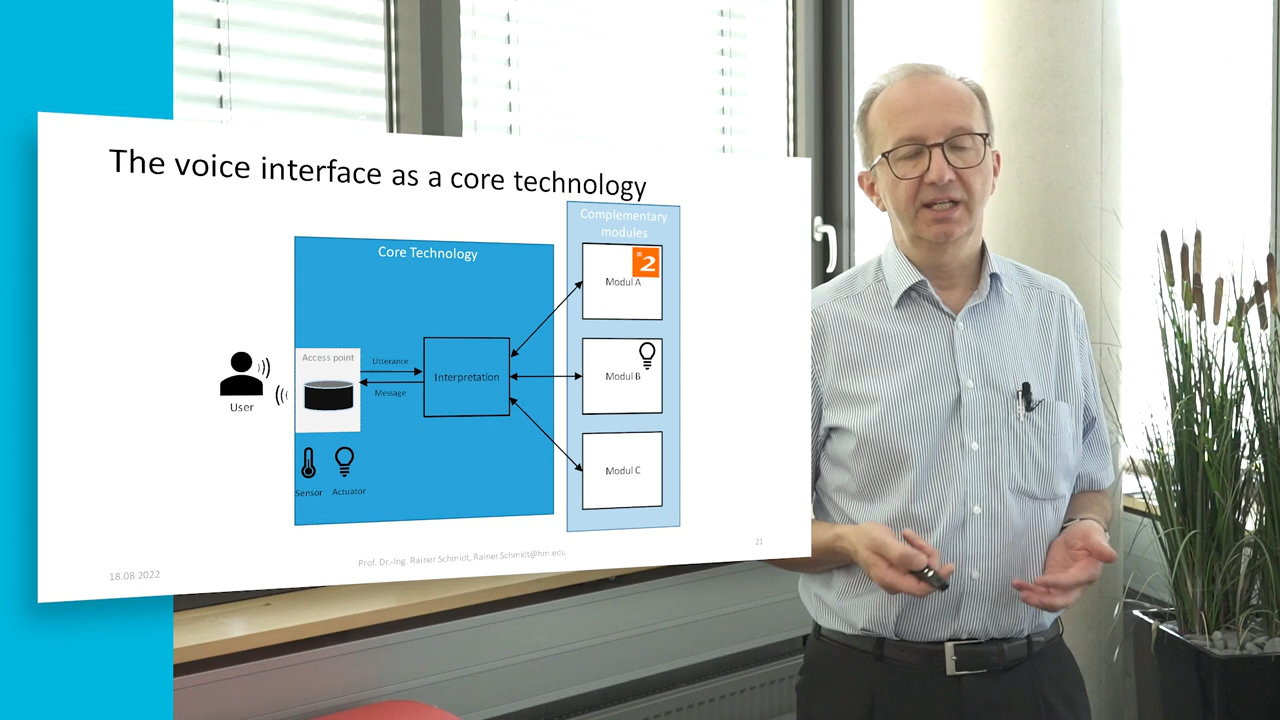 The voice interface as a core technology
Complementary
modules
Core Technology
2
Modul A
Access point
Utterance
Interpretation
Modul B
Message
User
Modul C
Sensor
Actuator
Prof. Dr.-Ing. Rainer Schmidt, Rainer.Schmidt@hm.edu
21
18.08.2022